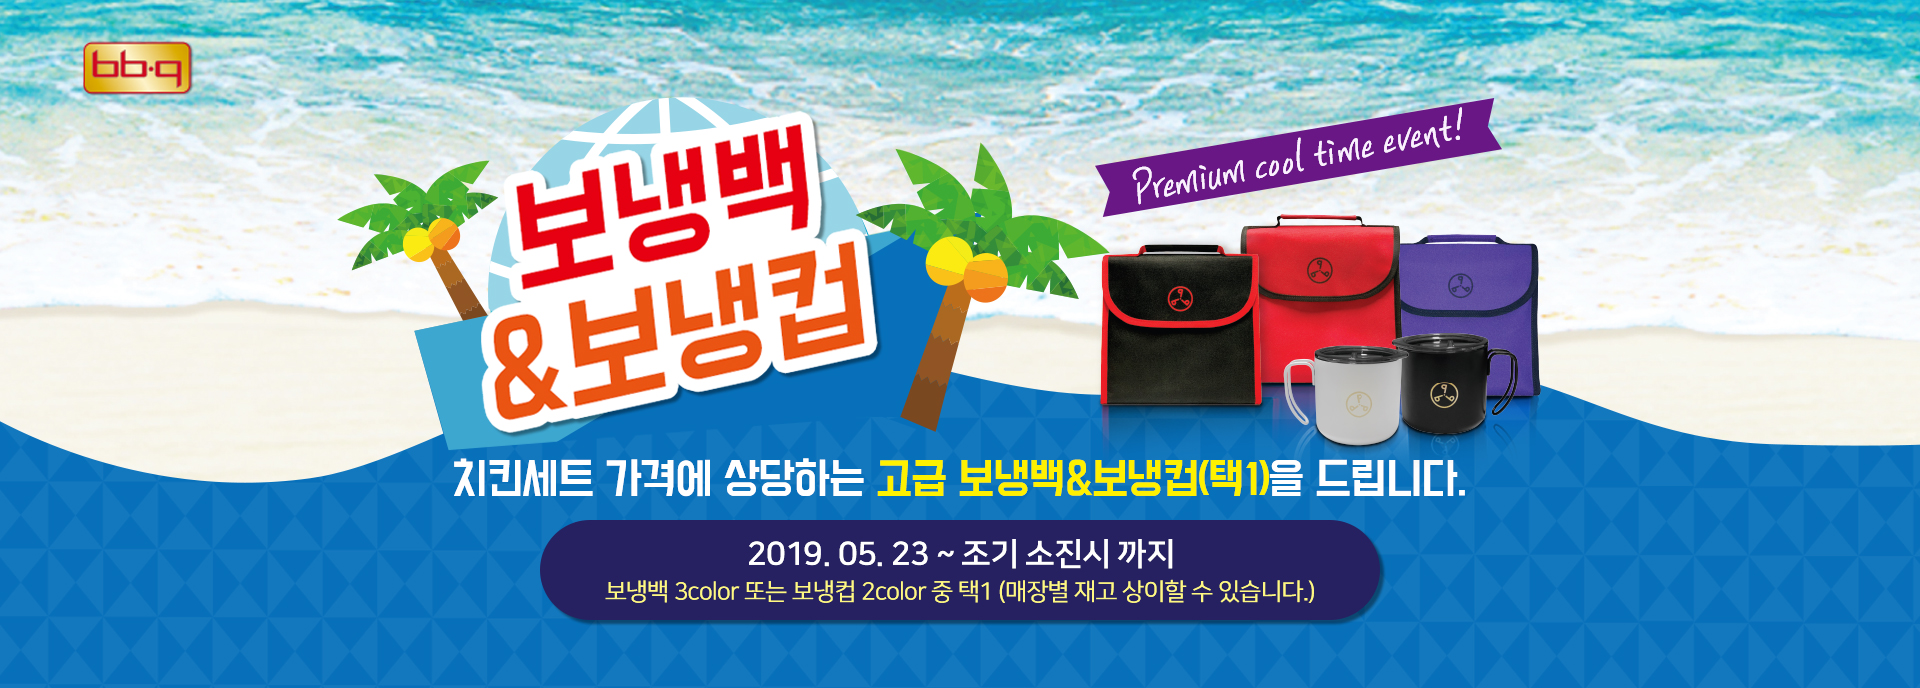 bb.q
보냉백
&보냉컵
Premium cool time event!
치킨세트 가격에 상당하는 고급 보냉백&보냉컵(택1)을 드립니다.
2019. 05. 23 ~ 조기 소진시 까지
보냉백 3color 또는 보냉컵 2color 중 택1 (매장별 재고 상이할 수 있습니다.)